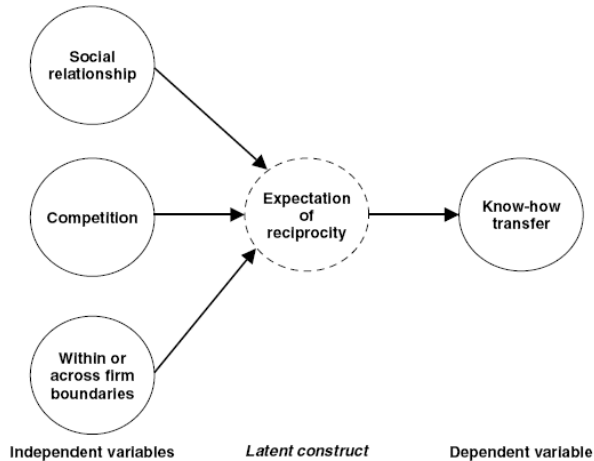 Social
relationship
Competition
Expectation
of
reciprocity
Know-how
transfer
Within or
across firm
boundaries
Independent variables
Latent construct
Dependent variable